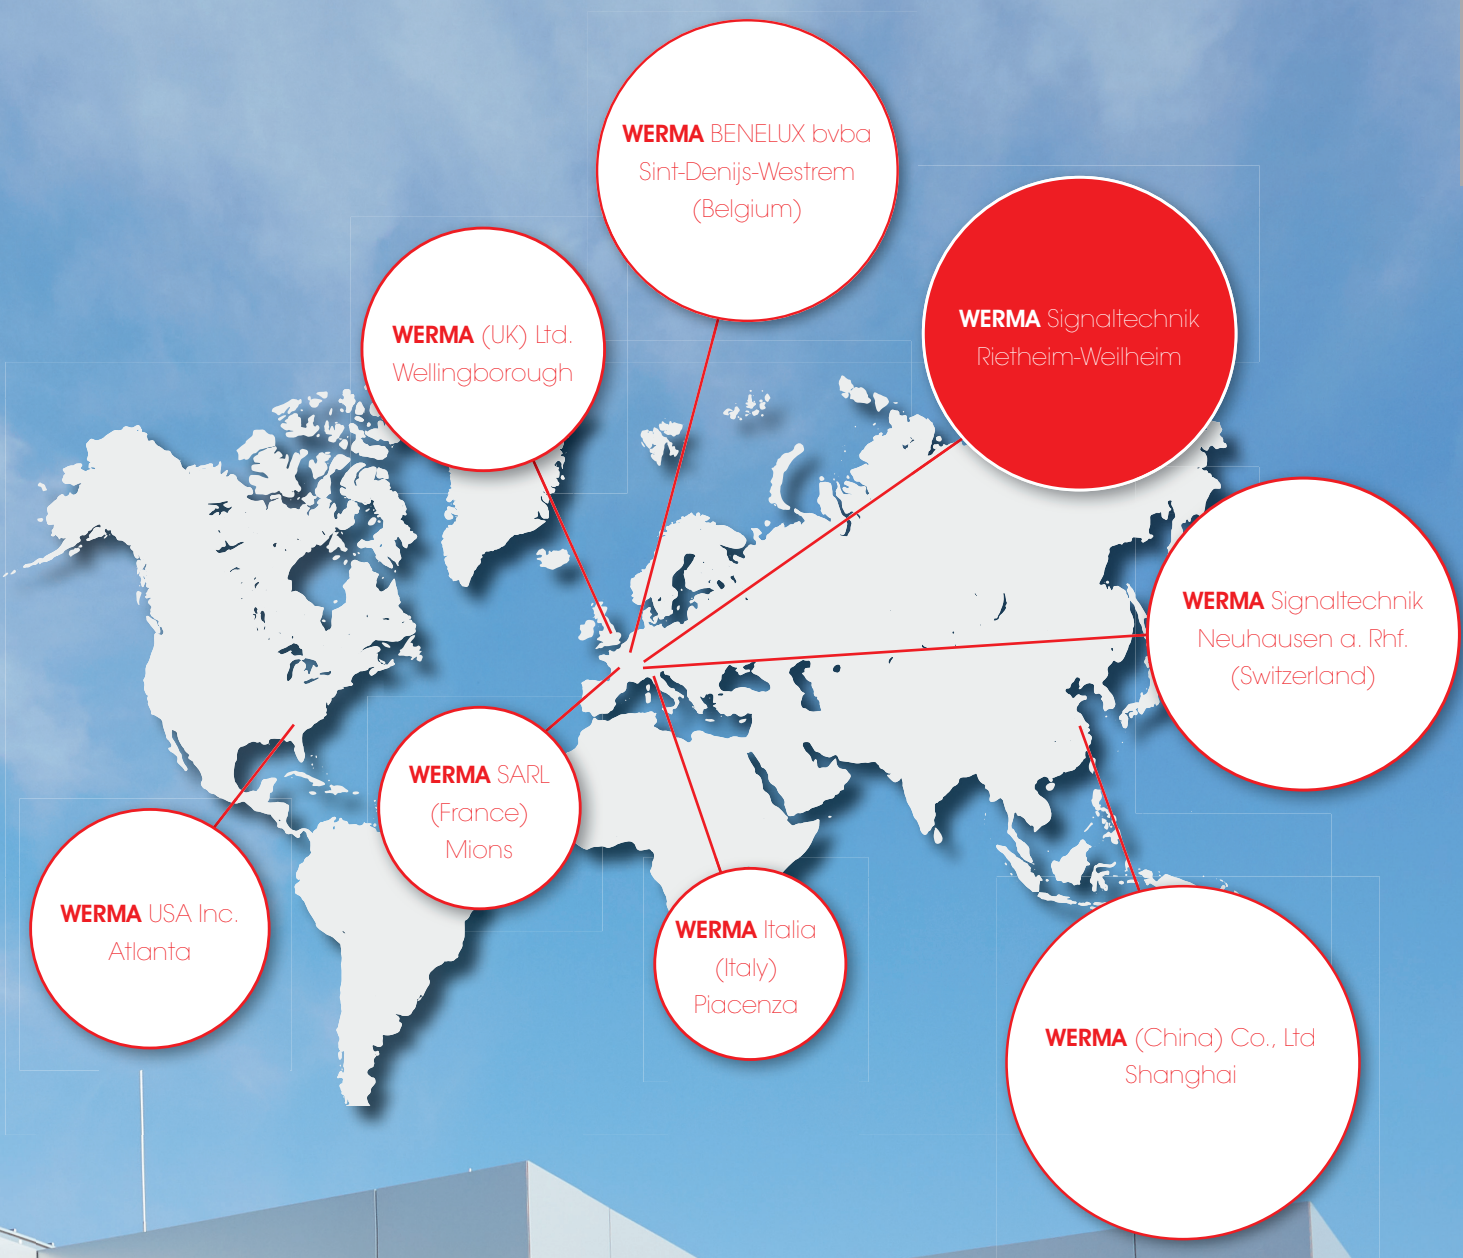 WERMA BENELUX bvba
Sint-Denijs-Westrem
(Belgium)
WERMA Signaltechnik
Rietheim-Weilheim
WERMA (UK) Ltd.
Wellingborough
WERMA Signaltechnik
Neuhausen a. Rhf.
(Switzerland)
WERMA SARL
(France)
Mions
WERMA USA Inc.
Atlanta
WERMA Italia
(Italy)
Piacenza
WERMA (China) Co., Ltd
Shanghai